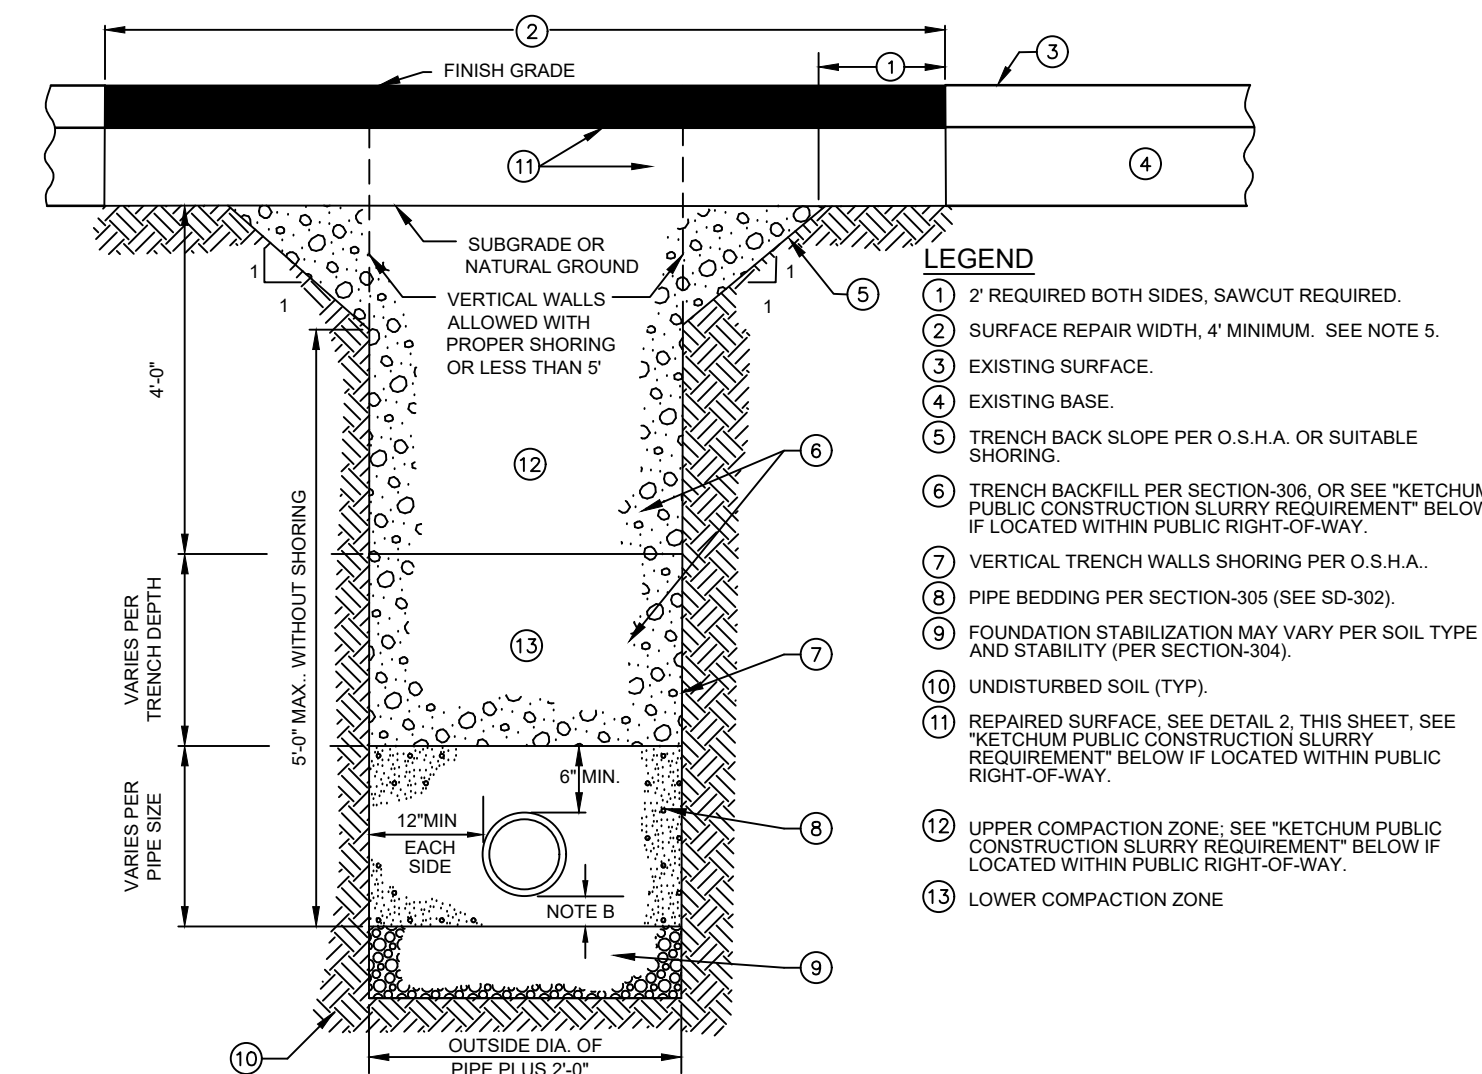 2
1
3
FINISH GRADE
11
4
SUBGRADE OR
NATURAL GROUND
1
1
1
1
5
VERTICAL WALLS
ALLOWED WITH
PROPER SHORING
OR LESS THAN 5'
4'-0"
5'-0" MAX.. WITHOUT SHORING
12
6
VARIES PER
TRENCH DEPTH
13
7
VARIES PER
PIPE SIZE
6" MIN.
12"MIN
EACH
SIDE
8
NOTE B
9
10
OUTSIDE DIA. OF
PIPE PLUS 2'-0"
LEGEND
1 2' REQUIRED BOTH SIDES, SAWCUT REQUIRED.
2 SURFACE REPAIR WIDTH, 4' MINIMUM. SEE NOTE 5.
3 EXISTING SURFACE.
4 EXISTING BASE.
5 TRENCH BACK SLOPE PER O.S.H.A. OR SUITABLE
SHORING.
6 TRENCH BACKFILL PER SECTION-306, OR SEE "KETCHUM
PUBLIC CONSTRUCTION SLURRY REQUIREMENT" BELOW
IF LOCATED WITHIN PUBLIC RIGHT-OF-WAY.
7 VERTICAL TRENCH WALLS SHORING PER O.S.H.A..
8 PIPE BEDDING PER SECTION-305 (SEE SD-302).
9 FOUNDATION STABILIZATION MAY VARY PER SOIL TYPE
AND STABILITY (PER SECTION-304).
10 UNDISTURBED SOIL (TYP).
11 REPAIRED SURFACE, SEE DETAIL 2, THIS SHEET, SEE
"KETCHUM PUBLIC CONSTRUCTION SLURRY
REQUIREMENT" BELOW IF LOCATED WITHIN PUBLIC
RIGHT-OF-WAY.
12 UPPER COMPACTION ZONE; SEE "KETCHUM PUBLIC
CONSTRUCTION SLURRY REQUIREMENT" BELOW IF
LOCATED WITHIN PUBLIC RIGHT-OF-WAY.
13 LOWER COMPACTION ZONE